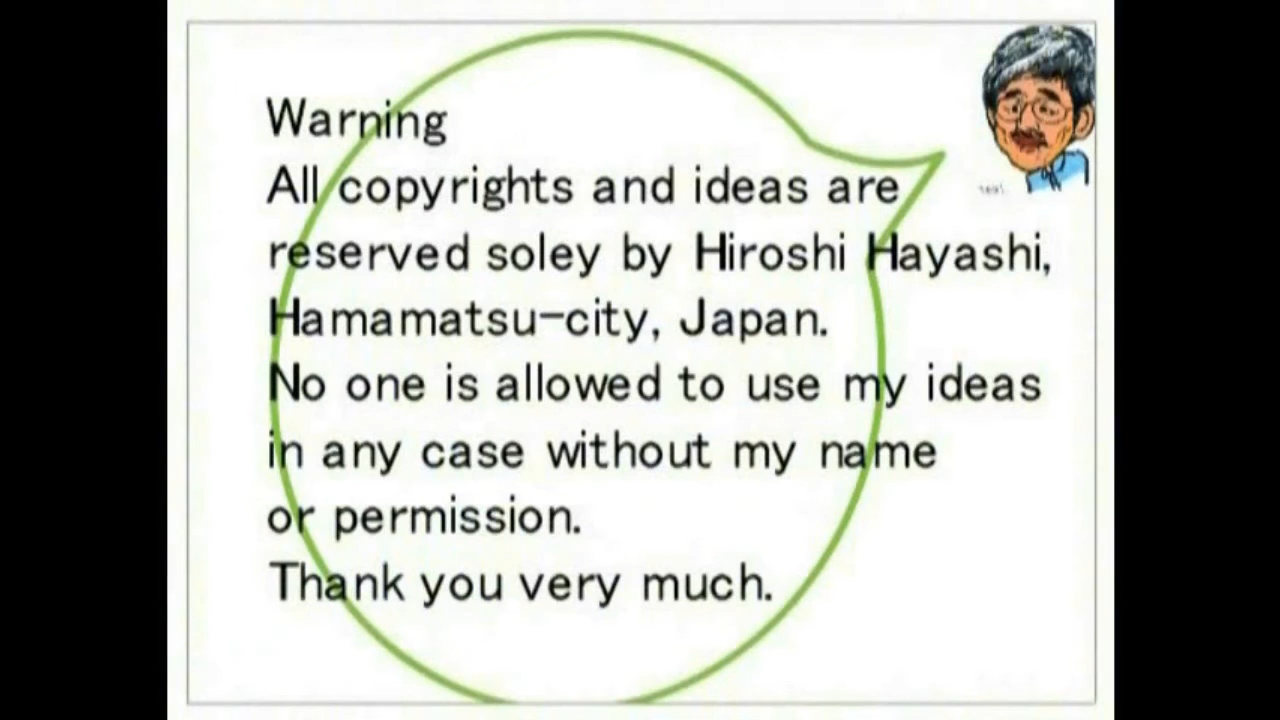 Warning
All copyrights and ideas are
reserved soley by Hiroshi Hayashi,
Hamamatsu-city, Japan.
No one is allowed to use my ideas
in any case without my name
or permission.
Thank you very much.